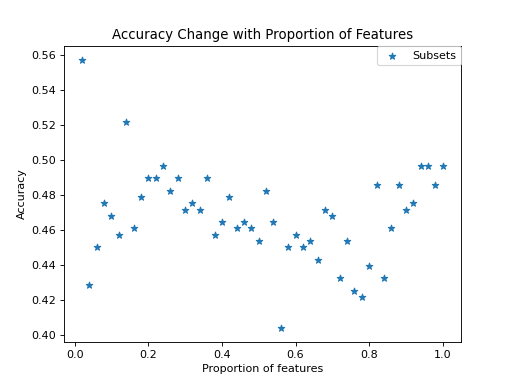 Accuracy Change with Proportion of Features
Subsets
0.56
0.54
0.52
0.50
0.48
0.46
0.44
0.42
0.40
Accuracy
0.0 0.2 0.4 0.6 0.8 1.0
Proportion of features